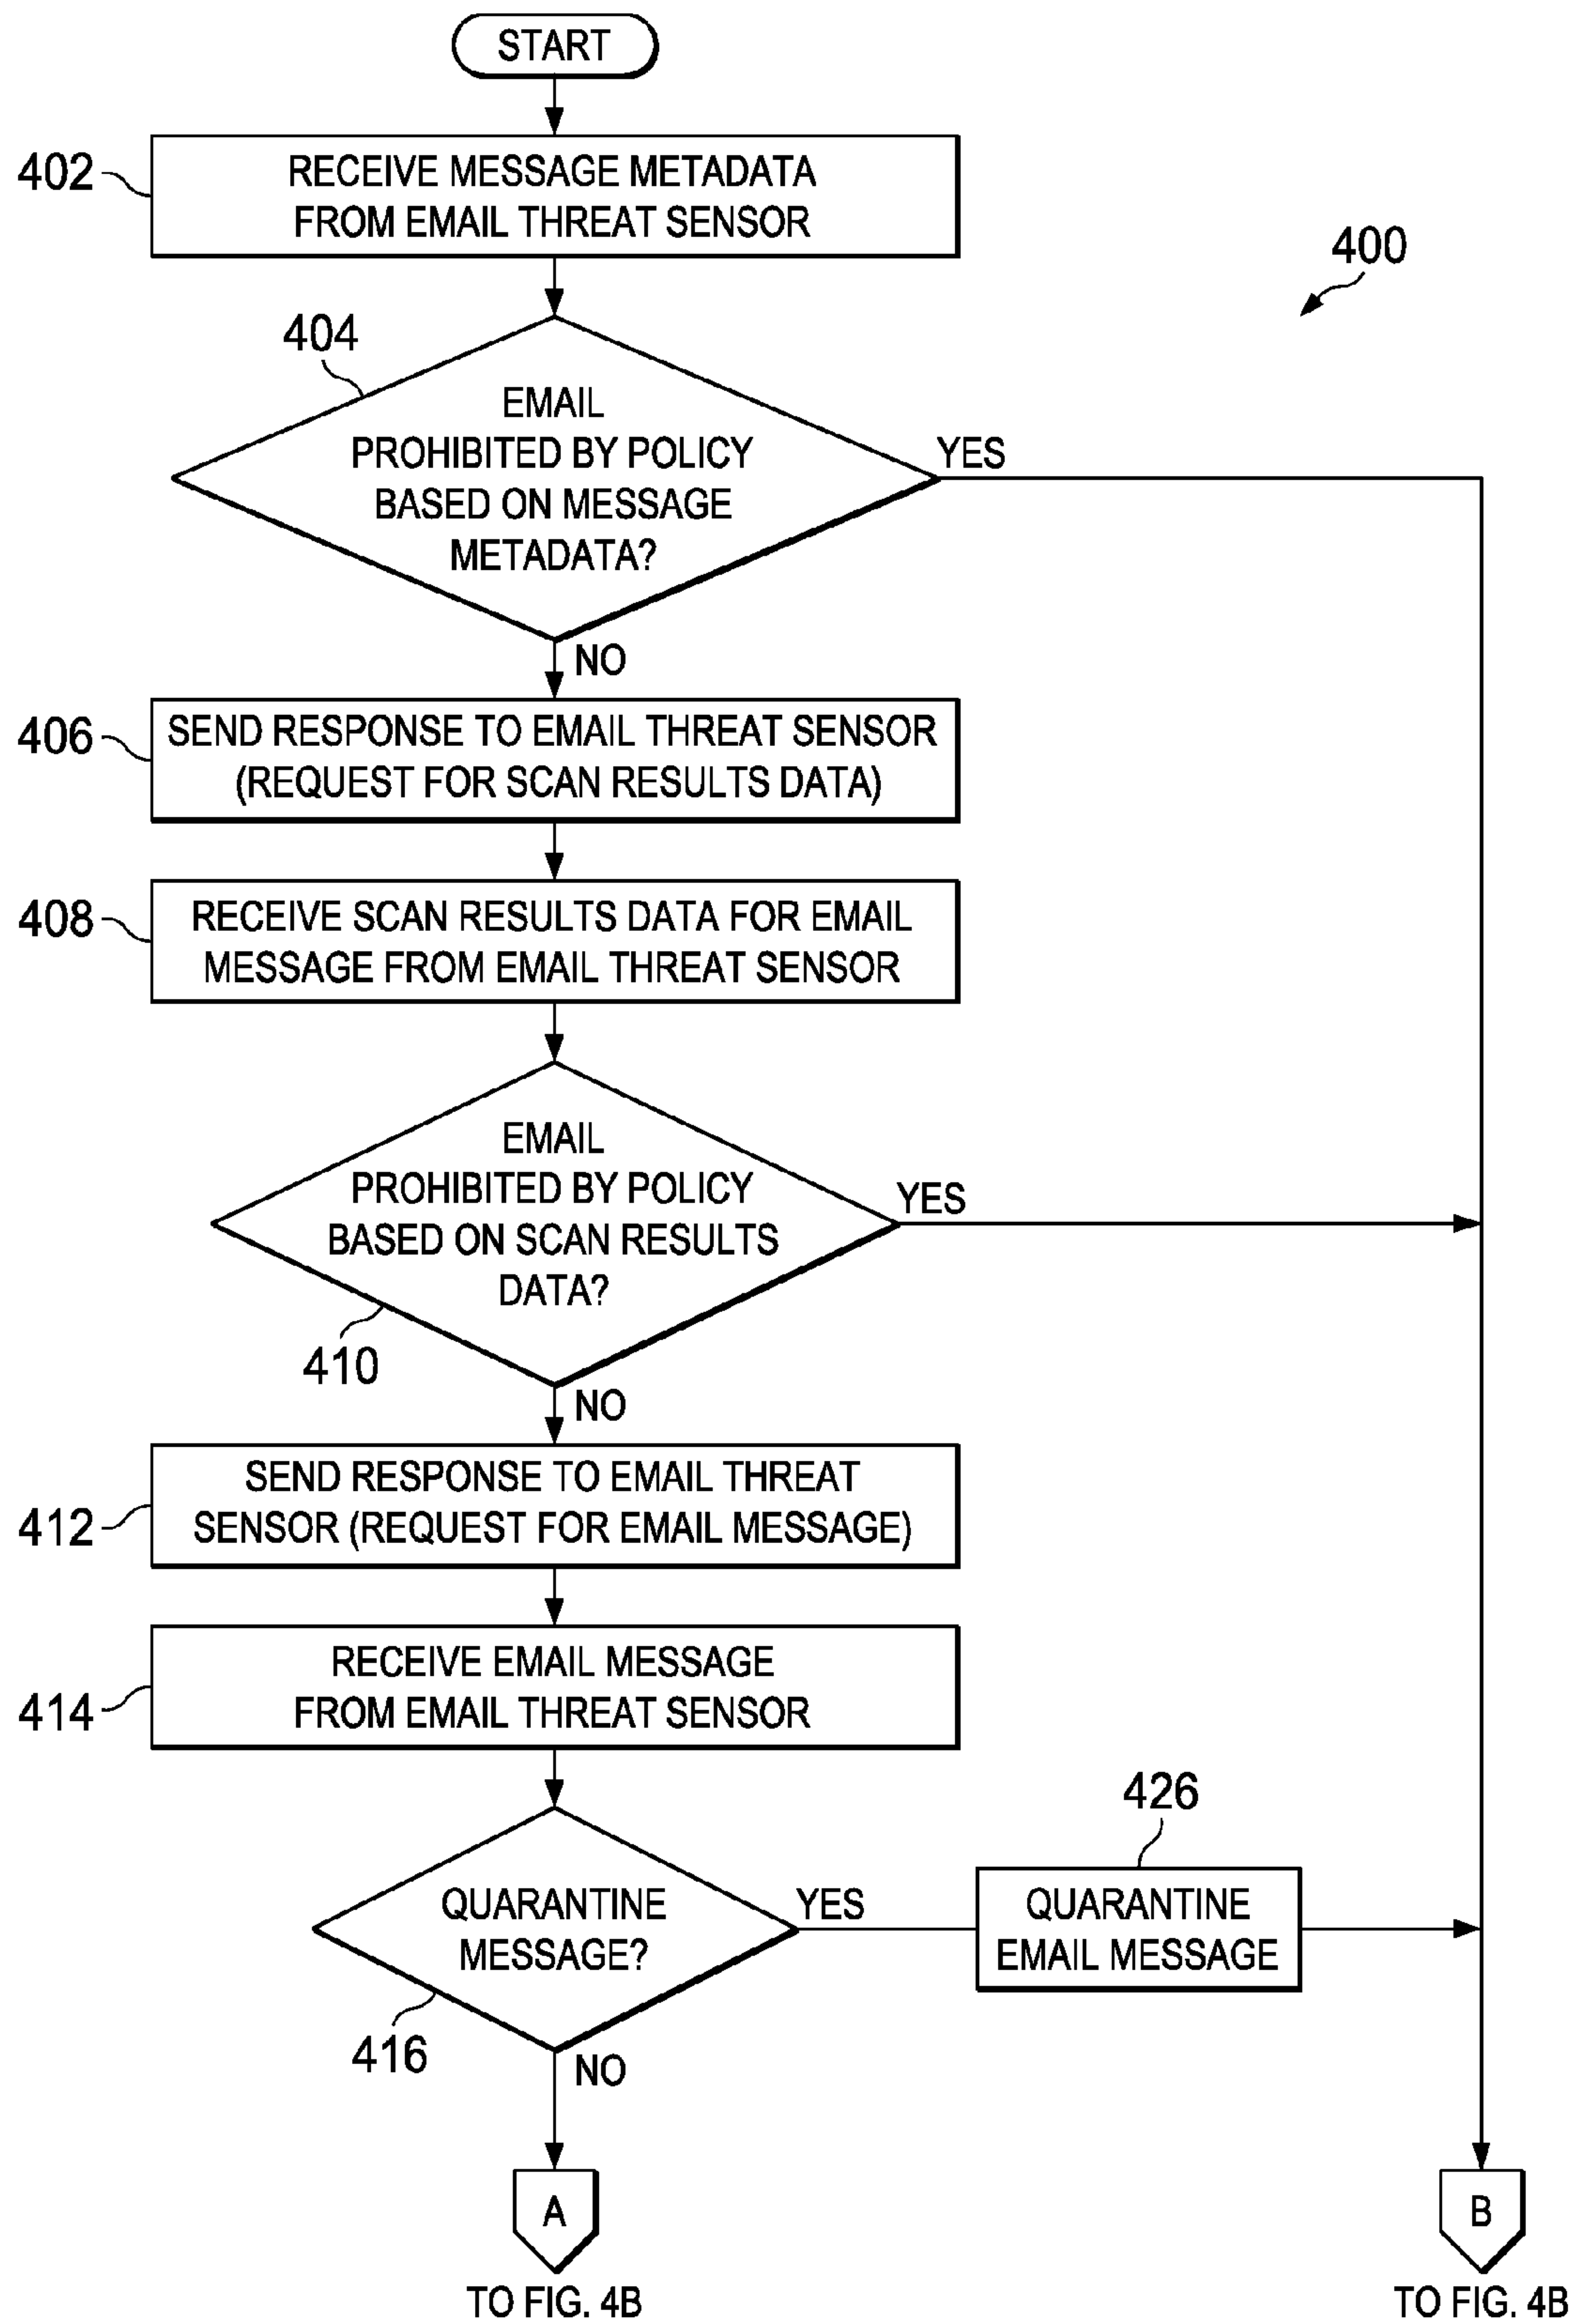 START
402
RECEIVE MESSAGE METADATA
FROM EMAIL THREAT SENSOR
400
404
EMAIL
PROHIBITED BY POLICY
BASED ON MESSAGE
METADATA?
YES
NO
406
SEND RESPONSE TO EMAIL THREAT SENSOR
(REQUEST FOR SCAN RESULTS DATA)
408
RECEIVE SCAN RESULTS DATA FOR EMAIL
MESSAGE FROM EMAIL THREAT SENSOR
EMAIL
PROHIBITED BY POLICY
BASED ON SCAN RESULTS
DATA?
YES
410
NO
412
SEND RESPONSE TO EMAIL THREAT
SENSOR (REQUEST FOR EMAIL MESSAGE)
414
RECEIVE EMAIL MESSAGE
FROM EMAIL THREAT SENSOR
426
QUARANTINE
MESSAGE?
YES
QUARANTINE
EMAIL MESSAGE
416
NO
A
TO FIG. 4B
B
TO FIG. 4B